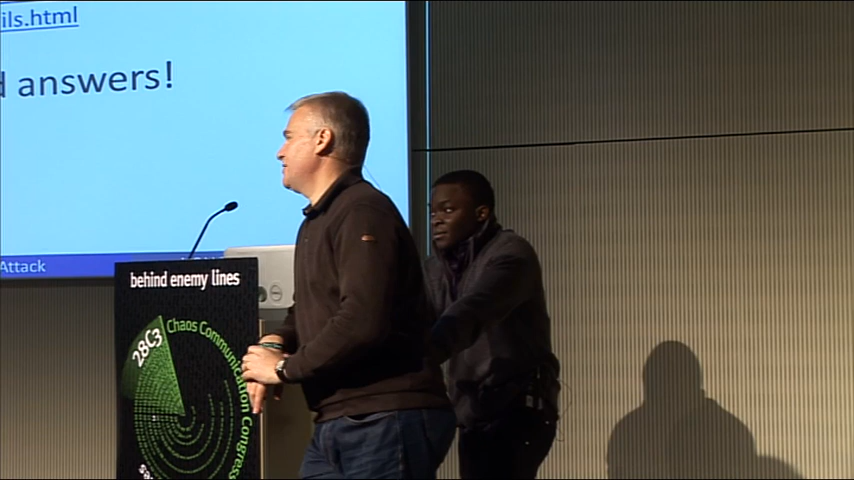 ils.html
d answers!
Attack
behind enemy lines
28C3
Chaos Communication Congress